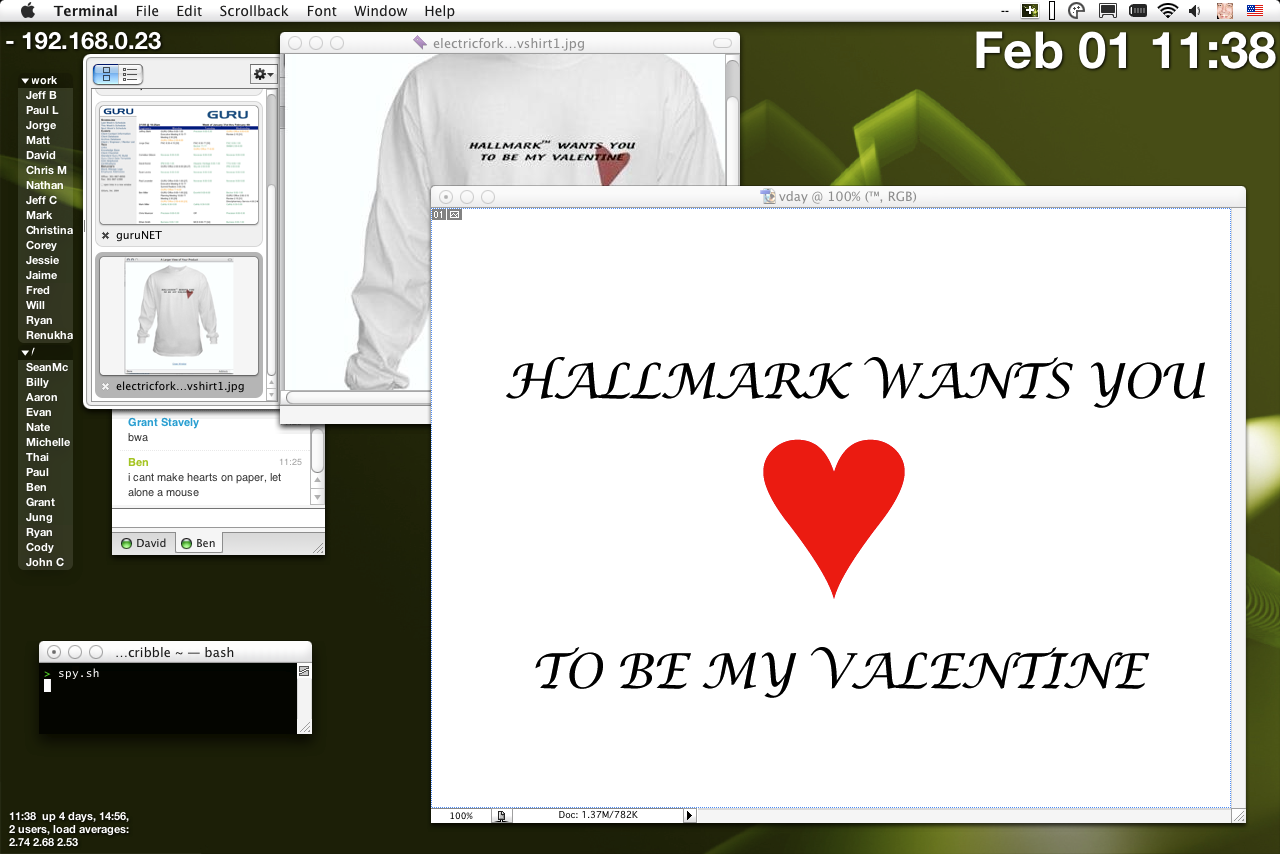 Terminal File Edit Scrollback Font Window Help --
- 192.168.0.23
Feb 01 11:38
work
Jeff B
Paul L
Jorge
Matt
David
Chris M
Nathan
Jeff C
Mark
Christina
Corey
Jessie
Jaime
Fred
Will
Ryan
Renukha
/
SeanMc
Billy
Aaron
Evan
Nate
Michelle
Thai
Paul
Ben
Grant
Jung
Ryan
Cody
John C
GURU GURU
guruNET
electricfork...vshirt1.jpg
electricfork...vshirt1.jpg
HALLMARK™ WANTS YOU
TO BE MY VALENTINE
Grant Stavely
bwa
Ben 11:25
i cant make hearts on paper, let
alone a mouse
David Ben
...cribble ~ — bash
> spy.sh
vday @ 100% (™, RGB)
01
HALLMARK WANTS YOU
TO BE MY VALENTINE
100% Doc: 1.37M/782K
11:38 up 4 days, 14:56,
2 users, load averages:
2.74 2.68 2.53